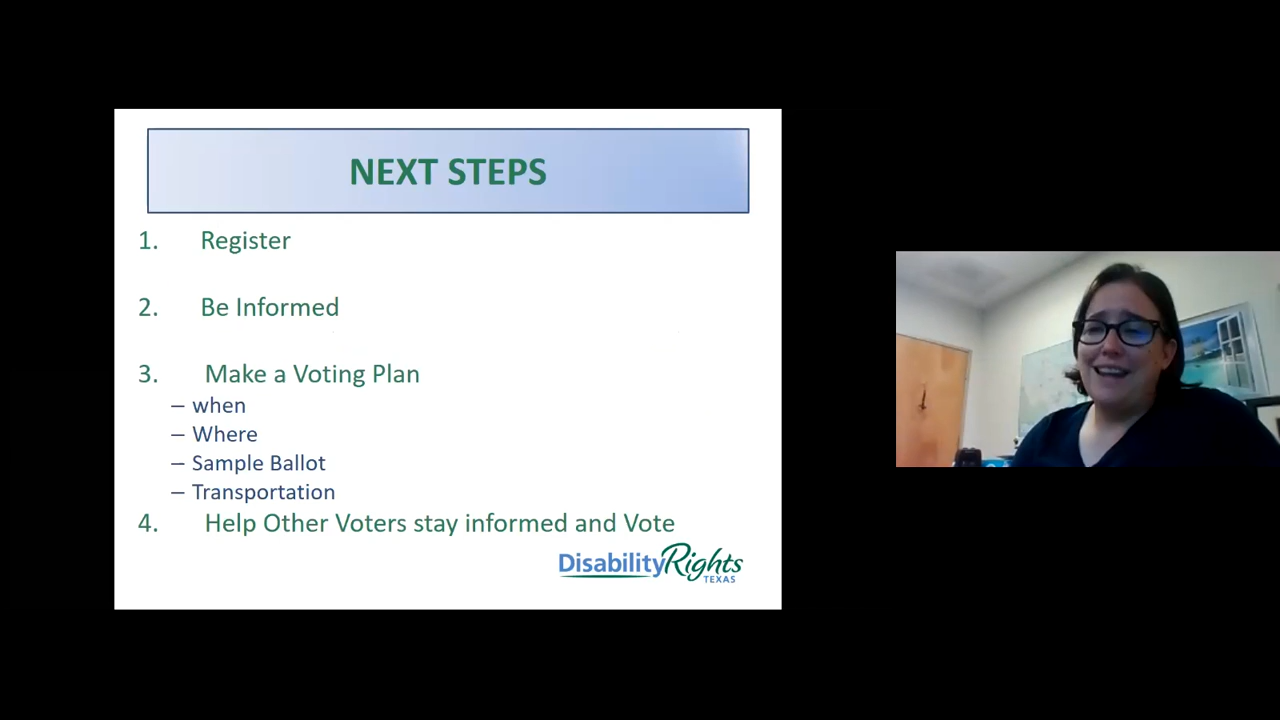 NEXT STEPS
1. Register
2. Be Informed
3. Make a Voting Plan
– when
– Where
– Sample Ballot
– Transportation
4. Help Other Voters stay informed and Vote
DisabilityRights
TEXAS